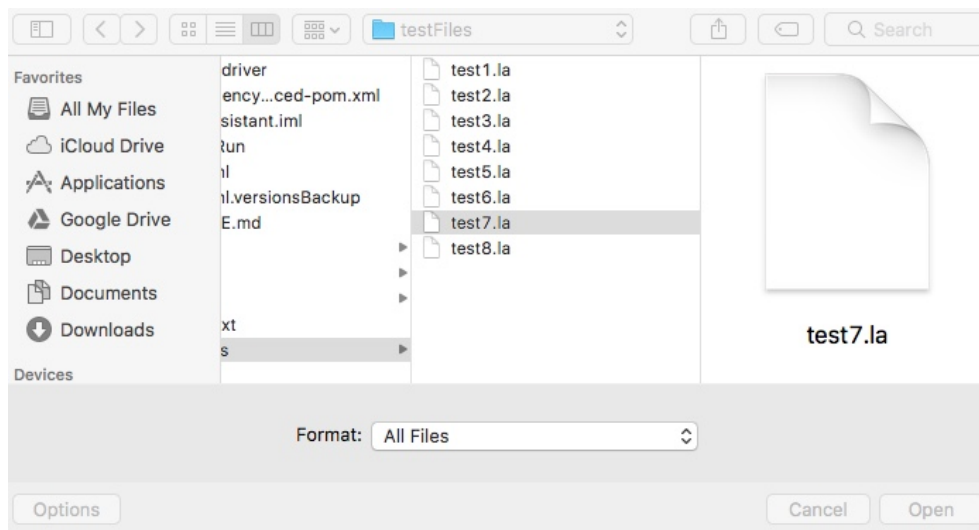 testFiles
Search
Favorites
All My Files
iCloud Drive
Applications
Google Drive
Desktop
Documents
Downloads
Devices
driver
ency...ced-pom.xml
sistant.iml
Run
nl
nl.versionsBackup
E.md
xt
s
test1.la
test2.la
test3.la
test4.la
test5.la
test6.la
test7.la
test8.la
test7.la
Format: All Files
Options
Cancel
Open